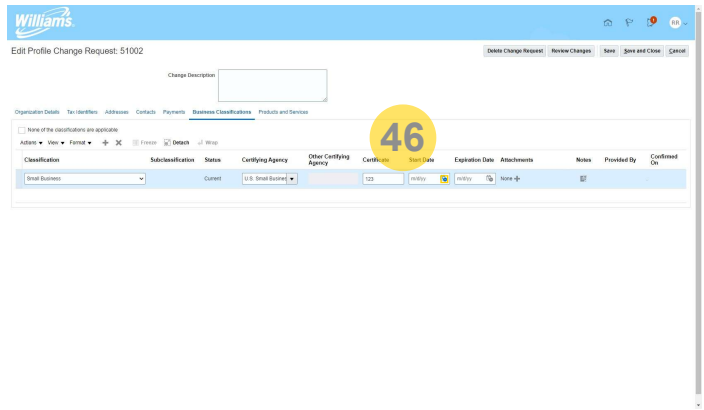 Williams.
RR
Edit Profile Change Request: 51002
Delete Change Request Review Changes Save Save and Close Cancel
Change Description
Organization Details Tax Identifiers Addresses Contacts Payments Business Classifications Products and Services
None of the classifications are applicable
Actions View Format Freeze Detach Wrap
46
Classification Subclassification Status Certifying Agency Other Certifying Agency Certificate Start Date Expiration Date Attachments Notes Provided By Confirmed On
Small Business Current U.S. Small Busines 123 m/d/yy m/d/yy None